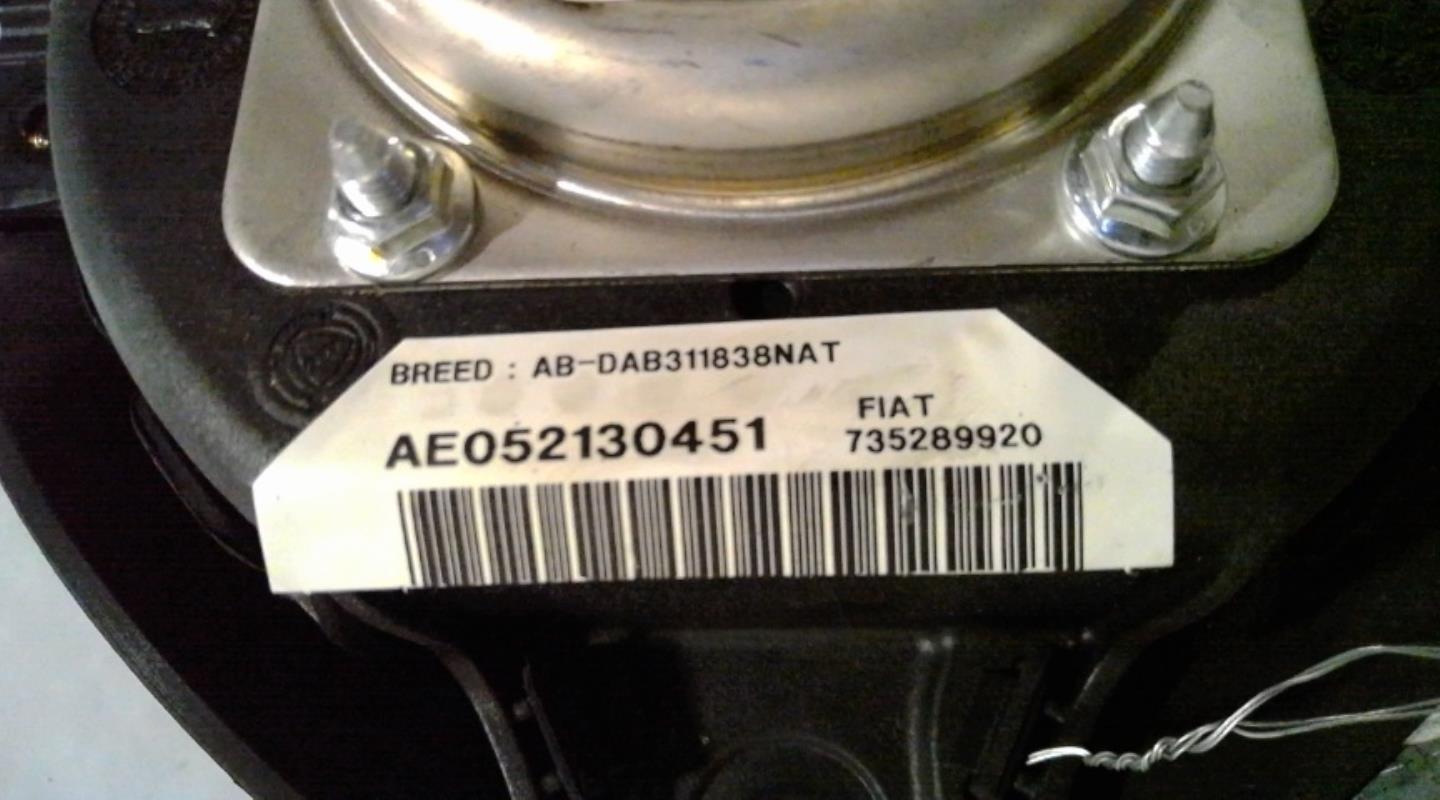 BREED : AB-DAB311838NAT
FIAT
AE052130451 735289920